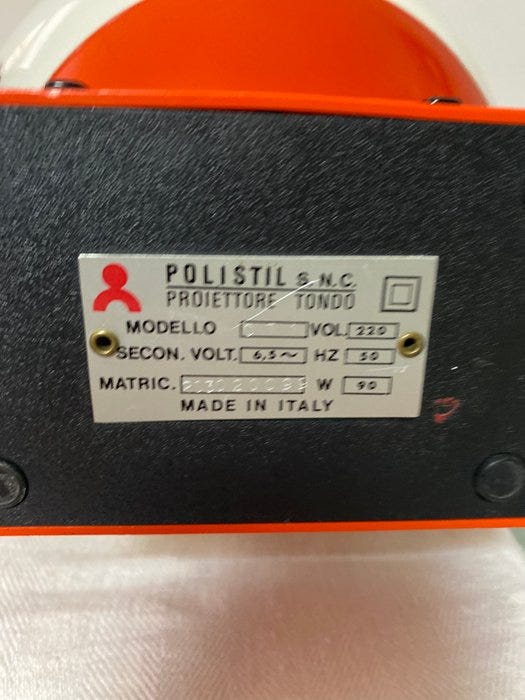 POLISTIL S.N.C.
PROIETTORE TONDO
MODELLO VOL. 220
SECON. VOLT. 6,5~ HZ 50
MATRIC. W 90
MADE IN ITALY